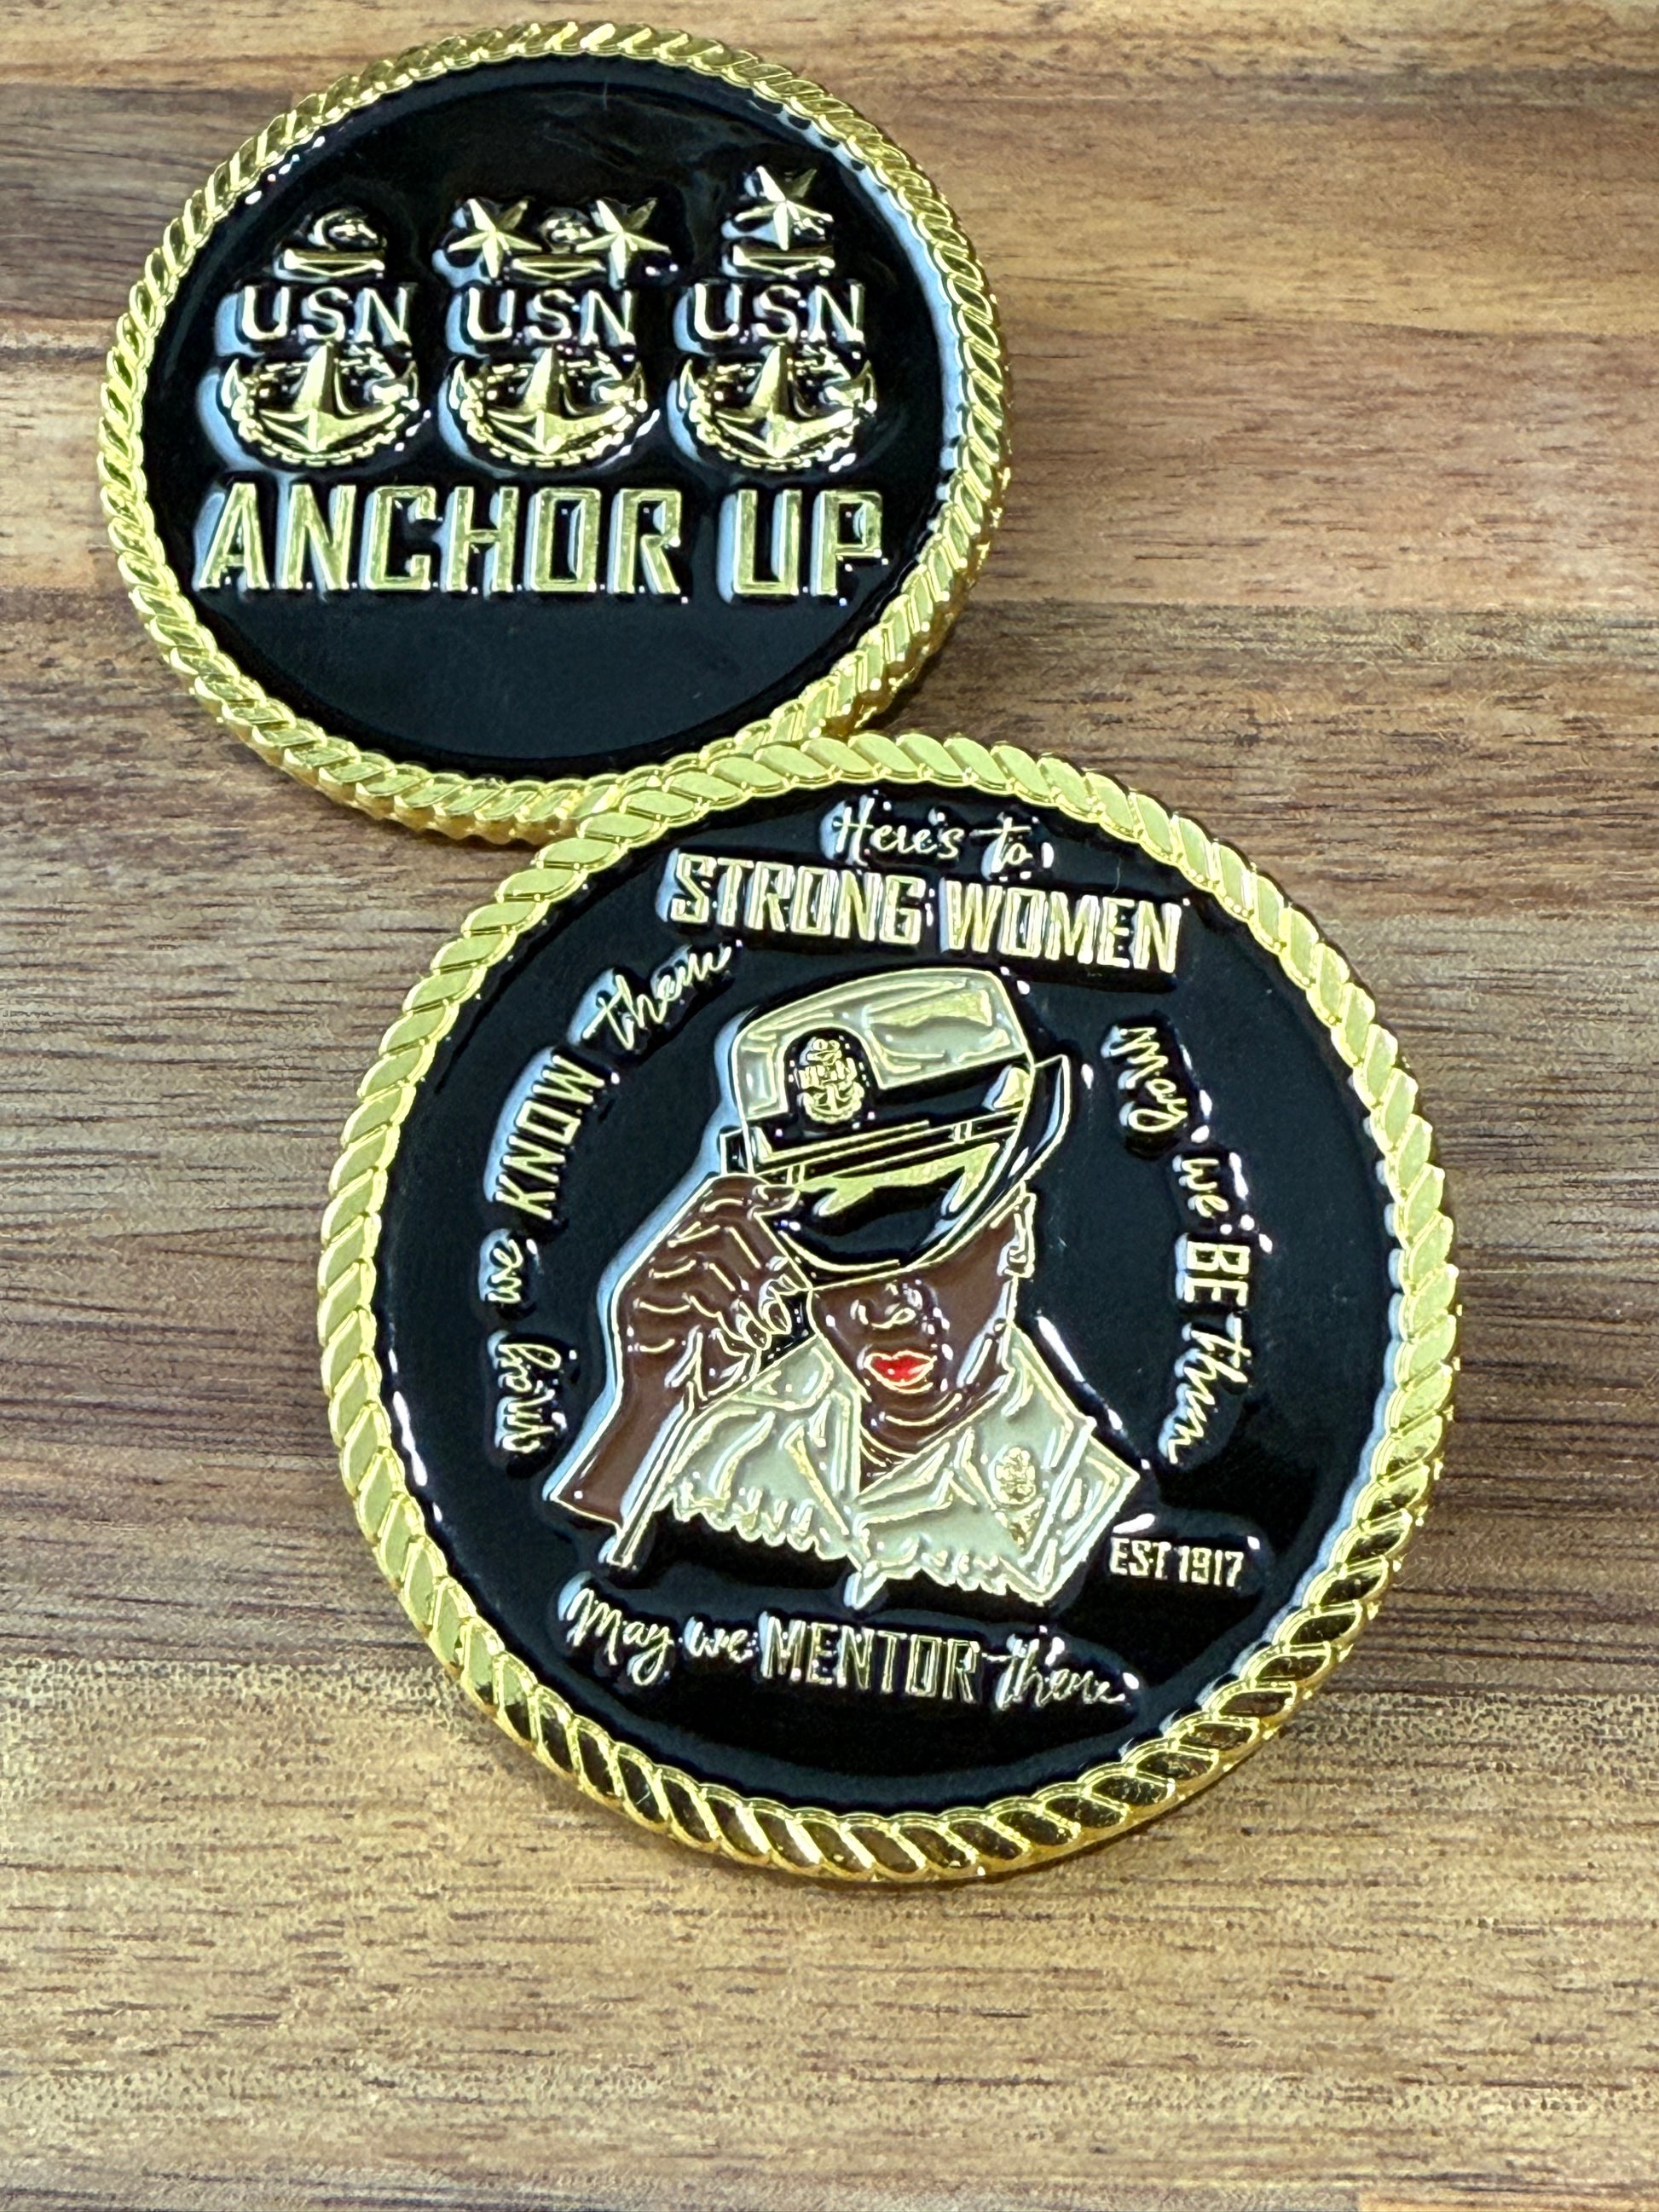 USN USN USN
ANCHOR UP
Here's to
STRONG WOMEN
May we KNOW them
May we BE them
EST 1917
May we MENTOR them